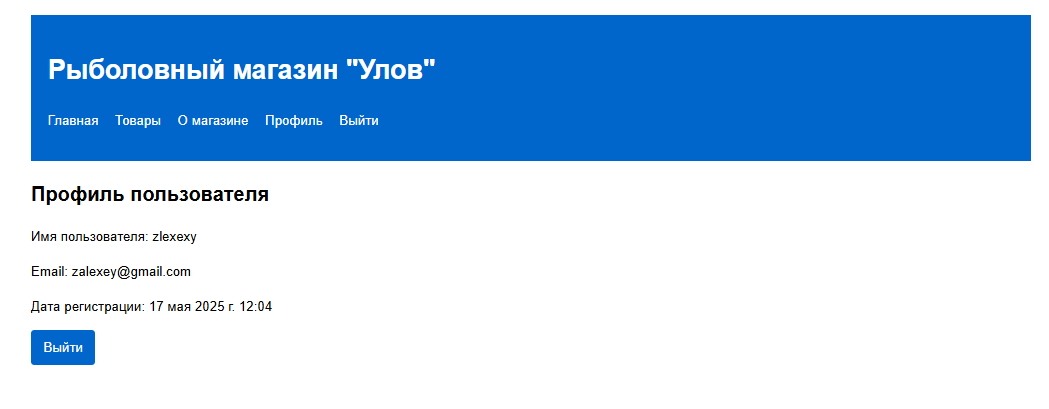 Рыболовный магазин "Улов"
Главная Товары О магазине Профиль Выйти
Профиль пользователя
Имя пользователя: zlexexy
Email: zalexey@gmail.com
Дата регистрации: 17 мая 2025 г. 12:04
Выйти